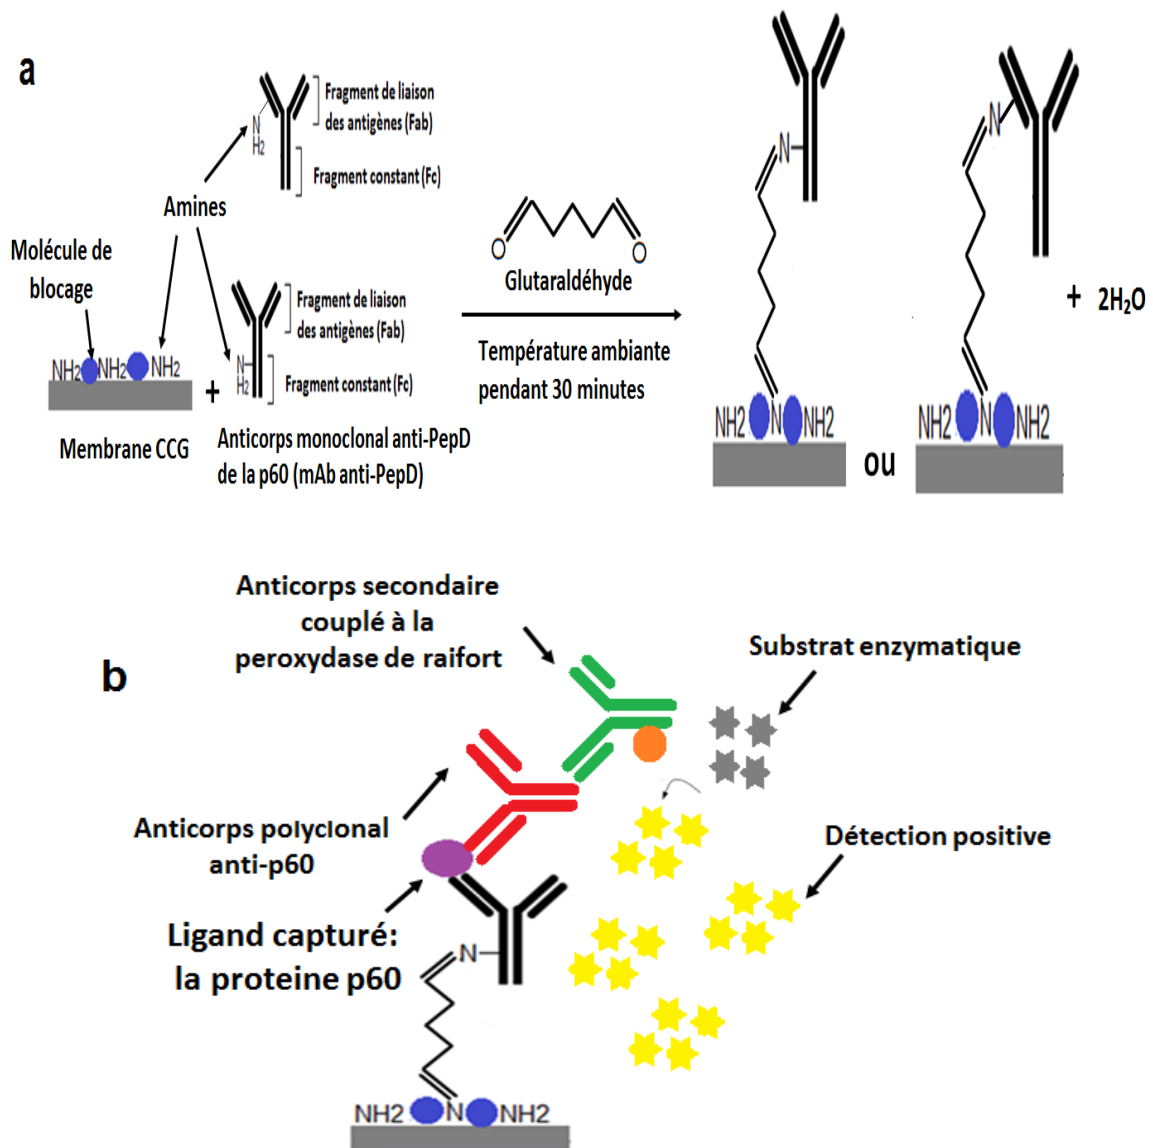 a
Fragment de liaison
des antigènes (Fab)
N
H2
Fragment constant (Fc)
Amines
Molécule de
blocage
Fragment de liaison
des antigènes (Fab)
N
H2
Fragment constant (Fc)
NH2 NH2 NH2
+
Membrane CCG
Anticorps monoclonal anti-PepD
de la p60 (mAb anti-PepD)
O O
Glutaraldéhyde
Température ambiante
pendant 30 minutes
N
NH2 N NH2
ou
N
NH2 N NH2
+ 2H₂O
b
Anticorps secondaire
couplé à la
peroxydase de raifort
Substrat enzymatique
Anticorps polyclonal
anti-p60
Détection positive
Ligand capturé:
la proteine p60
N
NH2 N NH2